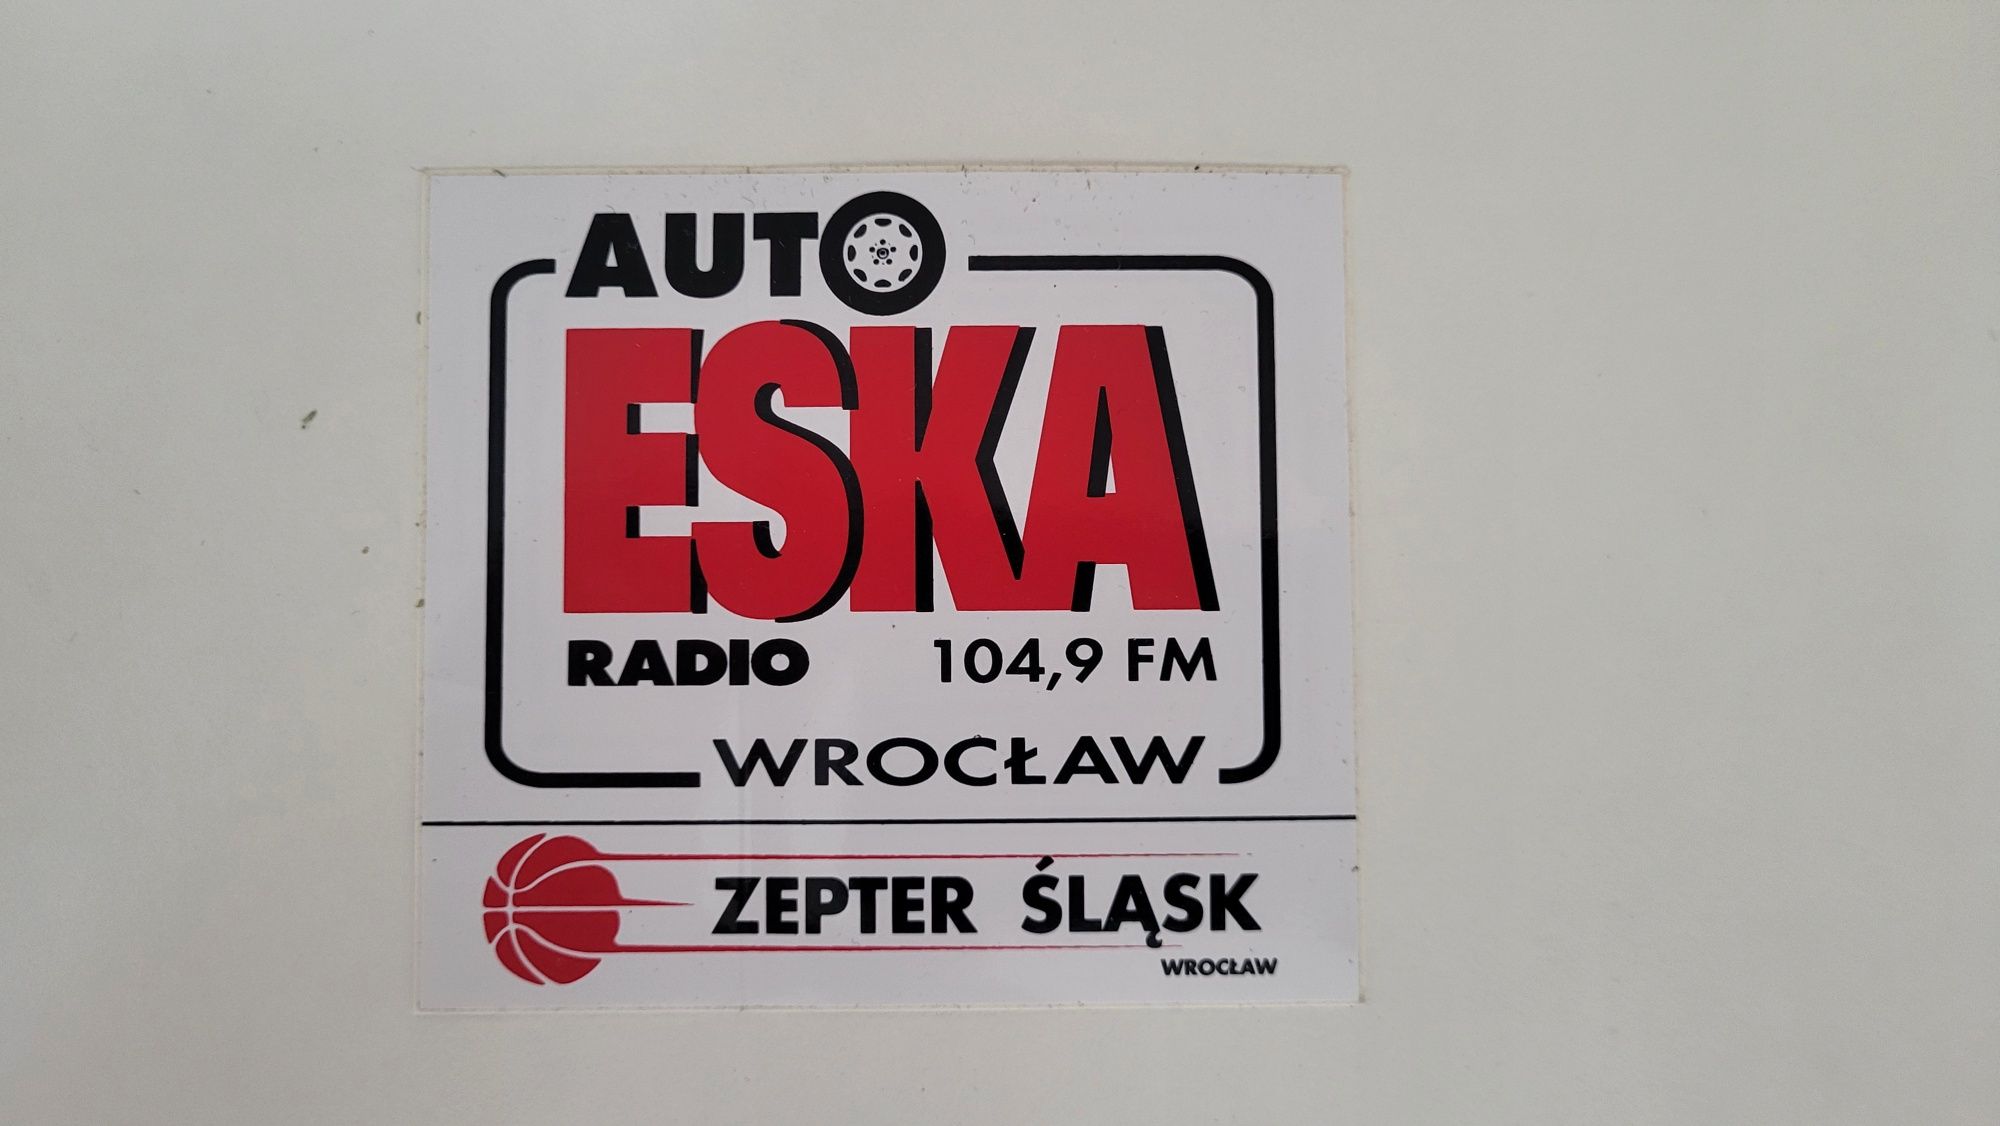 AUTO
ESKA
RADIO 104,9 FM
WROCŁAW
ZEPTER ŚLĄSK
WROCŁAW